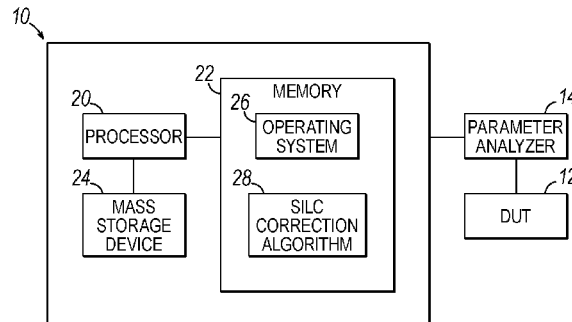 10
20
PROCESSOR
24
MASS
STORAGE
DEVICE
22
MEMORY
26
OPERATING
SYSTEM
28
SILC
CORRECTION
ALGORITHM
14
PARAMETER
ANALYZER
12
DUT